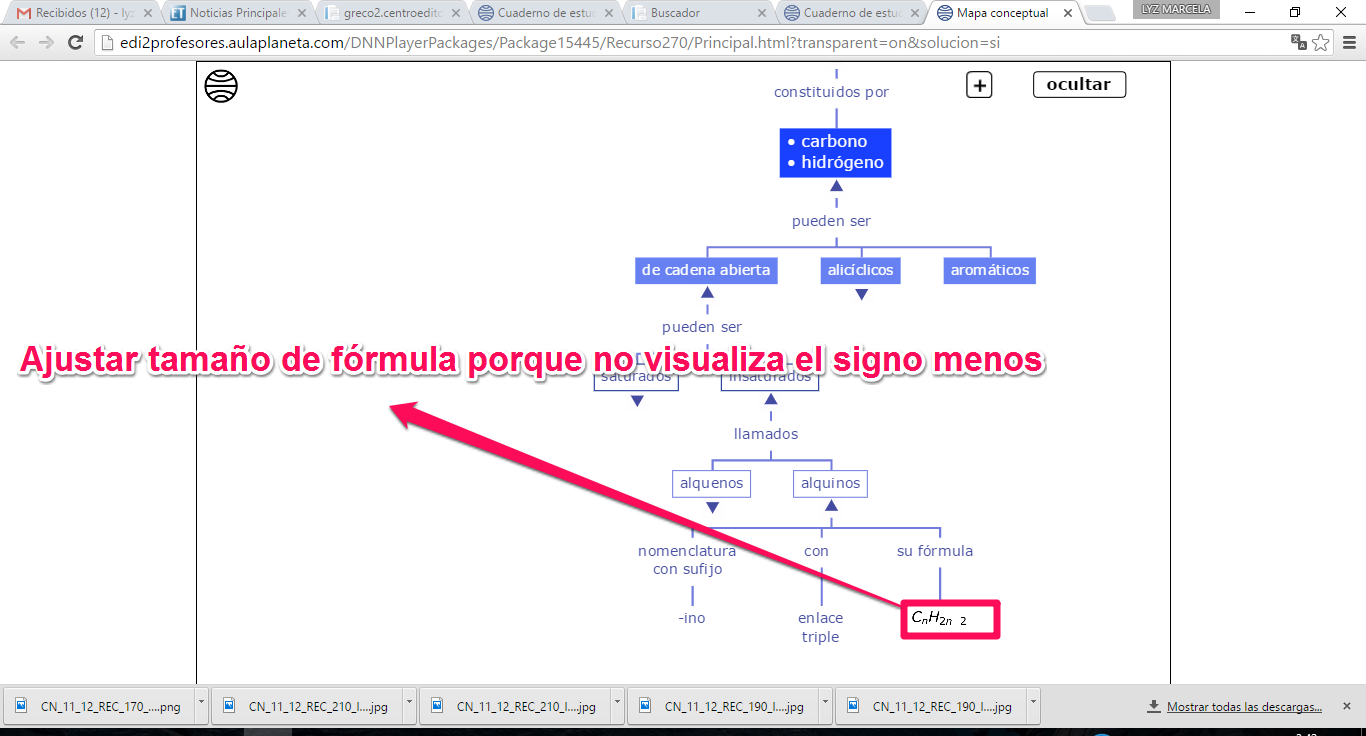 Recibidos (12) - lyz
Noticias Principale
greco2.centroedito
Cuaderno de estu
Buscador
Cuaderno de estu
Mapa conceptual
LYZ MARCELA
edi2profesores.aulaplaneta.com/DNNPlayerPackages/Package15445/Recurso270/Principal.html?transparent=on&solucion=si
constituidos por
+
ocultar
• carbono
• hidrógeno
pueden ser
de cadena abierta
alicíclicos
aromáticos
pueden ser
Ajustar tamaño de fórmula porque no visualiza el signo menos
saturados
insaturados
llamados
alquenos
alquinos
nomenclatura
con sufijo
con
su fórmula
-ino
enlace
triple
CnH2n 2
CN_11_12_REC_170_....png
CN_11_12_REC_210_I....jpg
CN_11_12_REC_210_I....jpg
CN_11_12_REC_190_I....jpg
CN_11_12_REC_190_I....jpg
Mostrar todas las descargas...